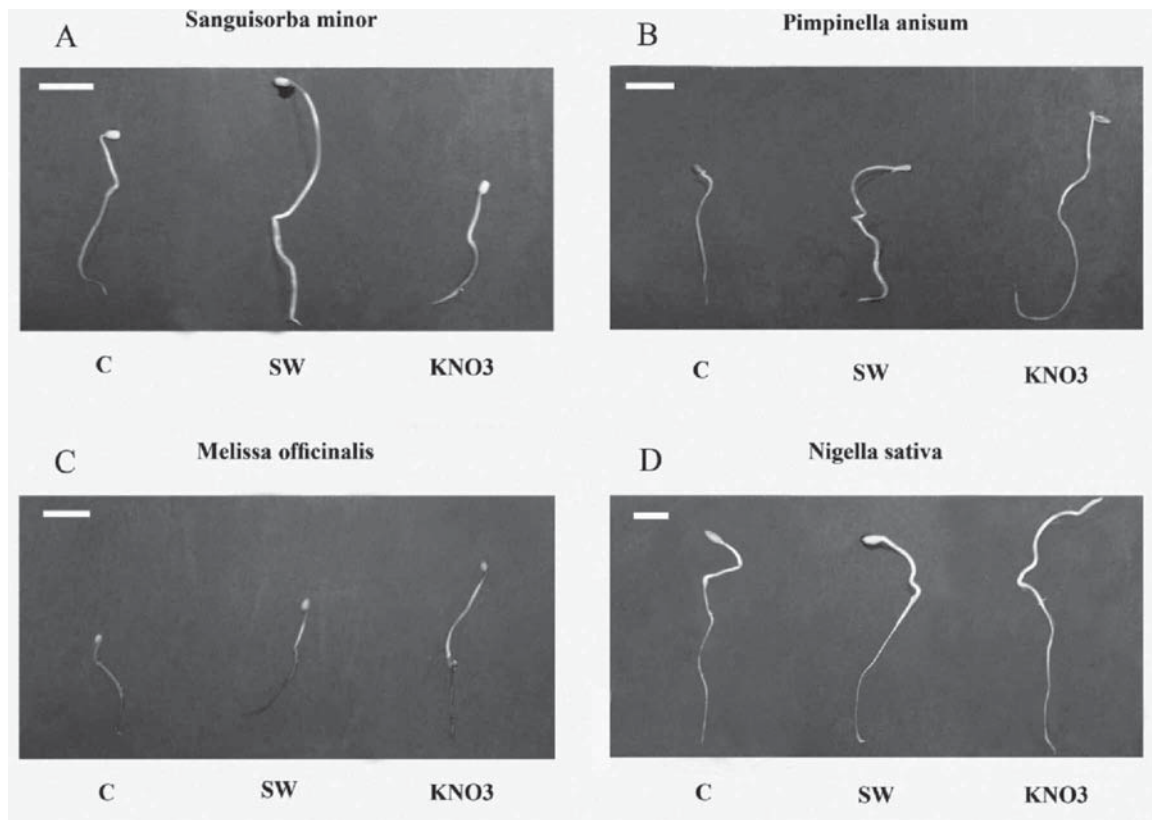 A
Sanguisorba minor
C
SW
KNO3
B
Pimpinella anisum
C
SW
KNO3
C
Melissa officinalis
C
SW
KNO3
D
Nigella sativa
C
SW
KNO3